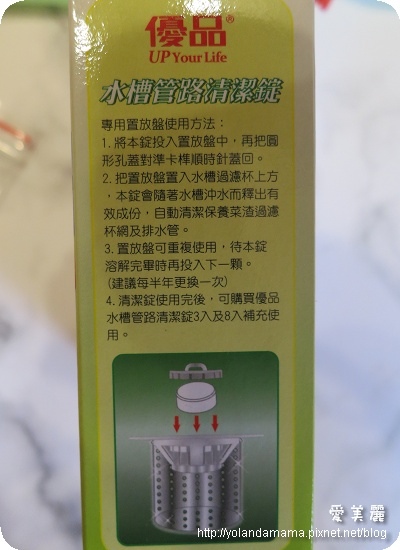 優品®
UP Your Life
水槽管路清潔錠
專用置放盤使用方法：
1.將本錠投入置放盤中，再把圓
形孔蓋對準卡榫順時針蓋回。
2.把置放盤置入水槽過濾杯上方
，本錠會隨著水槽沖水而釋出有
效成份，自動清潔保養菜渣過濾
杯網及排水管。
3.置放盤可重複使用，待本錠
溶解完畢時再投入下一顆。
(建議每半年更換一次)
4.清潔錠使用完後，可購買優品
水槽管路清潔錠3入及8入補充使
用。
愛美麗
http://yolandamama.pixnet.net/blog